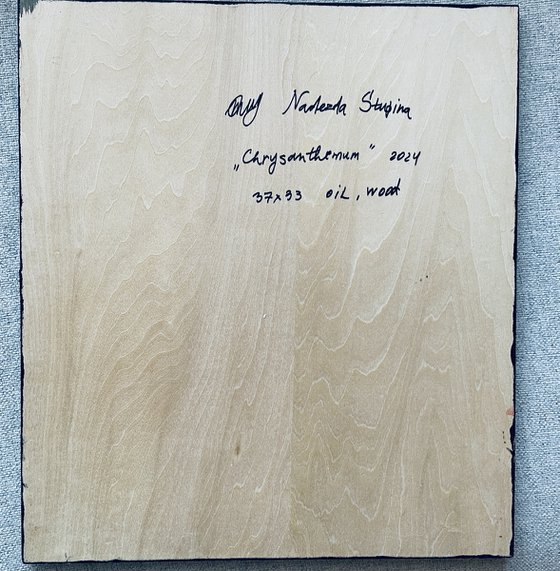 Nadezda Stupina
„Chrysanthemum" 2024
37x33 oil, wood